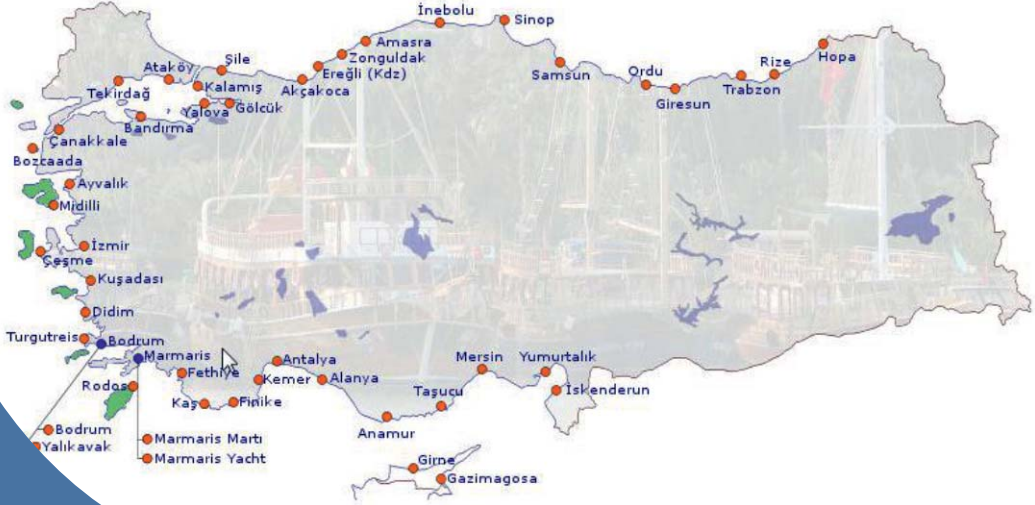 İnebolu
Sinop
Amasra
Zonguldak
Ereğli (Kdz)
Akçakoca
Şile
Ataköy
Kalamış
Tekirdağ
Yalova
Gölcük
Bandırma
Samsun
Ordu
Giresun
Trabzon
Rize
Hopa
Çanakkale
Bozcaada
Ayvalık
Midilli
İzmir
Çeşme
Kuşadası
Didim
Turgutreis
Bodrum
Marmaris
Fethiye
Rodos
Kaş
Finike
Kemer
Antalya
Alanya
Anamur
Taşucu
Mersin
Yumurtalık
İskenderun
Bodrum
Yalıkavak
Marmaris Martı
Marmaris Yacht
Girne
Gazimagosa